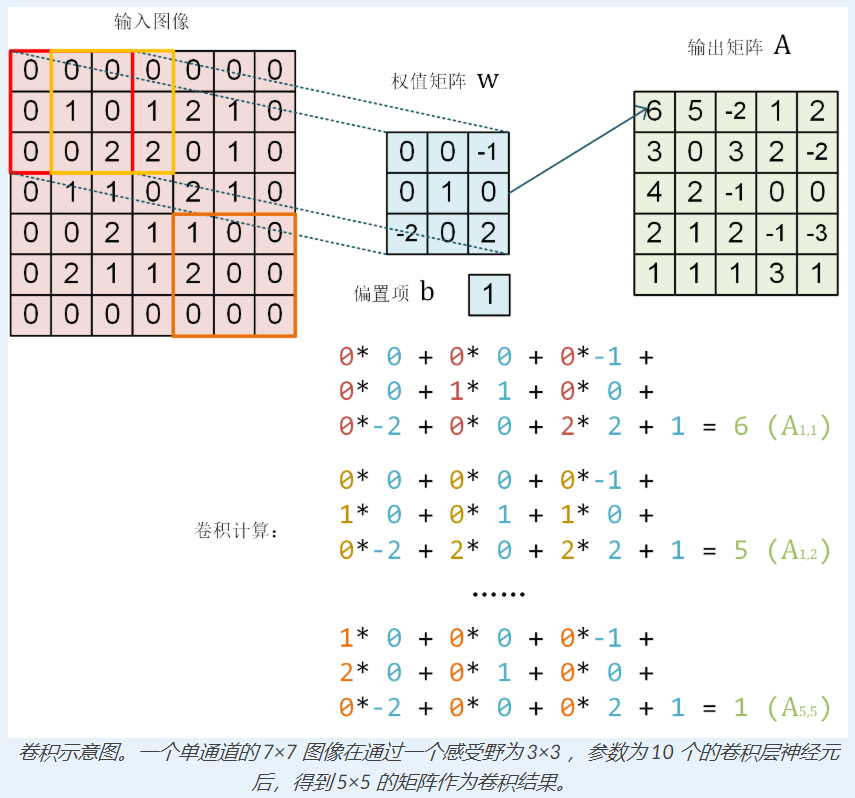 输入图像
0 0 0 0 0 0 0
0 1 0 1 2 1 0
0 0 2 2 0 1 0
0 1 1 0 2 1 0
0 0 2 1 1 0 0
0 2 1 1 2 0 0
0 0 0 0 0 0 0
权值矩阵 w
0 0 -1
0 1 0
-2 0 2
偏置项 b 1
输出矩阵 A
6 5 -2 1 2
3 0 3 2 -2
4 2 -1 0 0
2 1 2 -1 -3
1 1 1 3 1
卷积计算:
0* 0 + 0* 0 + 0*-1 +
0* 0 + 1* 1 + 0* 0 +
0*-2 + 0* 0 + 2* 2 + 1 = 6 (A1,1)
0* 0 + 0* 0 + 0*-1 +
1* 0 + 0* 1 + 1* 0 +
0*-2 + 2* 0 + 2* 2 + 1 = 5 (A1,2)
……
1* 0 + 0* 0 + 0*-1 +
2* 0 + 0* 1 + 0* 0 +
0*-2 + 0* 0 + 0* 2 + 1 = 1 (A5,5)
卷积示意图。一个单通道的 7×7 图像在通过一个感受野为 3×3 ，参数为 10 个的卷积层神经元
后，得到 5×5 的矩阵作为卷积结果。